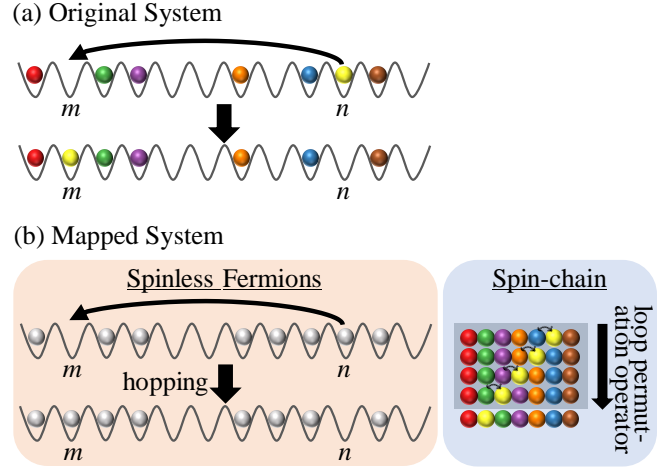 (a) Original System
m
n
m
n
(b) Mapped System
Spinless Fermions
m
n
hopping
m
n
Spin-chain
loop permut-
ation operator